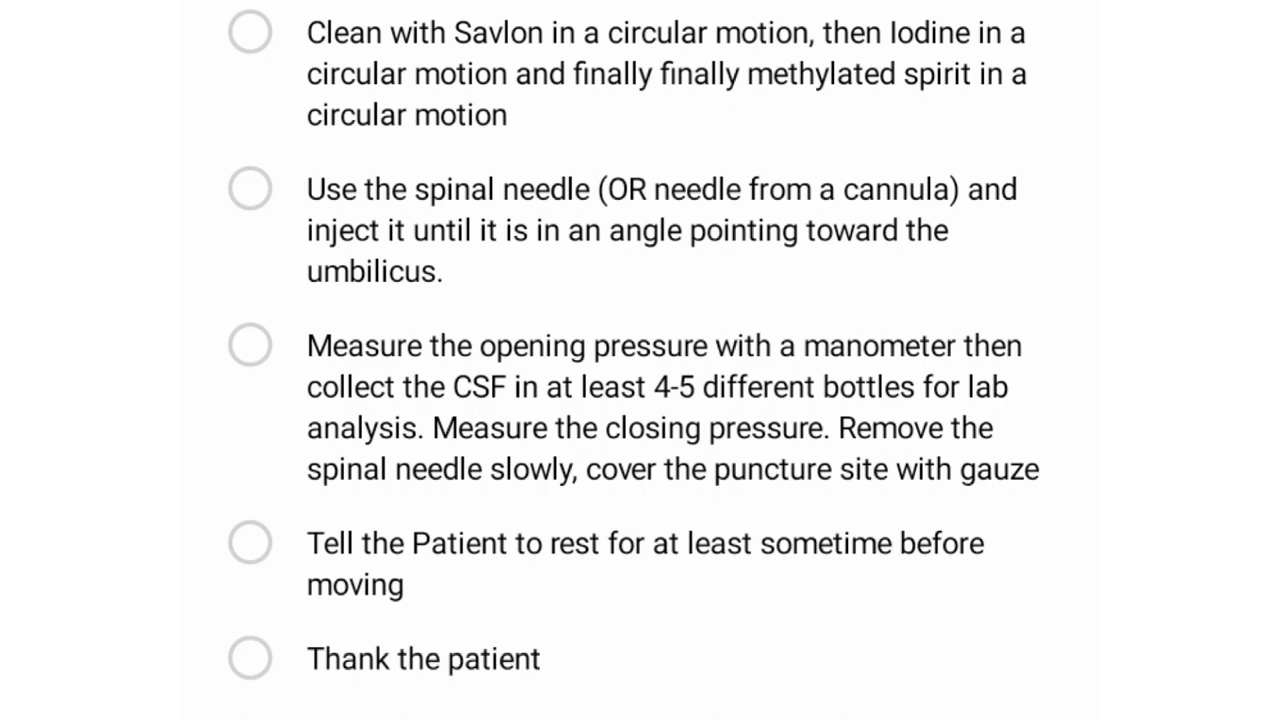 Clean with Savlon in a circular motion, then Iodine in a
circular motion and finally finally methylated spirit in a
circular motion
Use the spinal needle (OR needle from a cannula) and
inject it until it is in an angle pointing toward the
umbilicus.
Measure the opening pressure with a manometer then
collect the CSF in at least 4-5 different bottles for lab
analysis. Measure the closing pressure. Remove the
spinal needle slowly, cover the puncture site with gauze
Tell the Patient to rest for at least sometime before
moving
Thank the patient